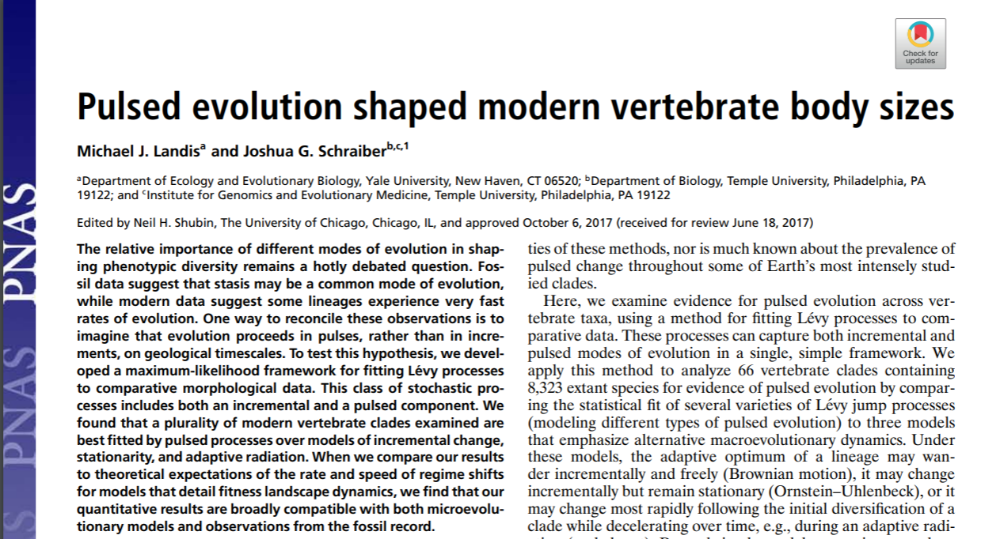 Check for
updates
Pulsed evolution shaped modern vertebrate body sizes
Michael J. Landisᵃ and Joshua G. Schraiberᵇ,ᶜ,¹
ᵃDepartment of Ecology and Evolutionary Biology, Yale University, New Haven, CT 06520; ᵇDepartment of Biology, Temple University, Philadelphia, PA
19122; and ᶜInstitute for Genomics and Evolutionary Medicine, Temple University, Philadelphia, PA 19122
Edited by Neil H. Shubin, The University of Chicago, Chicago, IL, and approved October 6, 2017 (received for review June 18, 2017)
The relative importance of different modes of evolution in shap-
ing phenotypic diversity remains a hotly debated question. Fos-
sil data suggest that stasis may be a common mode of evolution,
while modern data suggest some lineages experience very fast
rates of evolution. One way to reconcile these observations is to
imagine that evolution proceeds in pulses, rather than in incre-
ments, on geological timescales. To test this hypothesis, we devel-
oped a maximum-likelihood framework for fitting Lévy processes
to comparative morphological data. This class of stochastic pro-
cesses includes both an incremental and a pulsed component. We
found that a plurality of modern vertebrate clades examined are
best fitted by pulsed processes over models of incremental change,
stationarity, and adaptive radiation. When we compare our results
to theoretical expectations of the rate and speed of regime shifts
for models that detail fitness landscape dynamics, we find that our
quantitative results are broadly compatible with both microevolu-
tionary models and observations from the fossil record.
ties of these methods, nor is much known about the prevalence of
pulsed change throughout some of Earth's most intensely stud-
ied clades.
Here, we examine evidence for pulsed evolution across ver-
tebrate taxa, using a method for fitting Lévy processes to com-
parative data. These processes can capture both incremental and
pulsed modes of evolution in a single, simple framework. We
apply this method to analyze 66 vertebrate clades containing
8,323 extant species for evidence of pulsed evolution by compar-
ing the statistical fit of several varieties of Lévy jump processes
(modeling different types of pulsed evolution) to three models
that emphasize alternative macroevolutionary dynamics. Under
these models, the adaptive optimum of a lineage may wan-
der incrementally and freely (Brownian motion), it may change
incrementally but remain stationary (Ornstein–Uhlenbeck), or it
may change most rapidly following the initial diversification of a
clade while decelerating over time, e.g., during an adaptive radi-
PNAS
PNAS